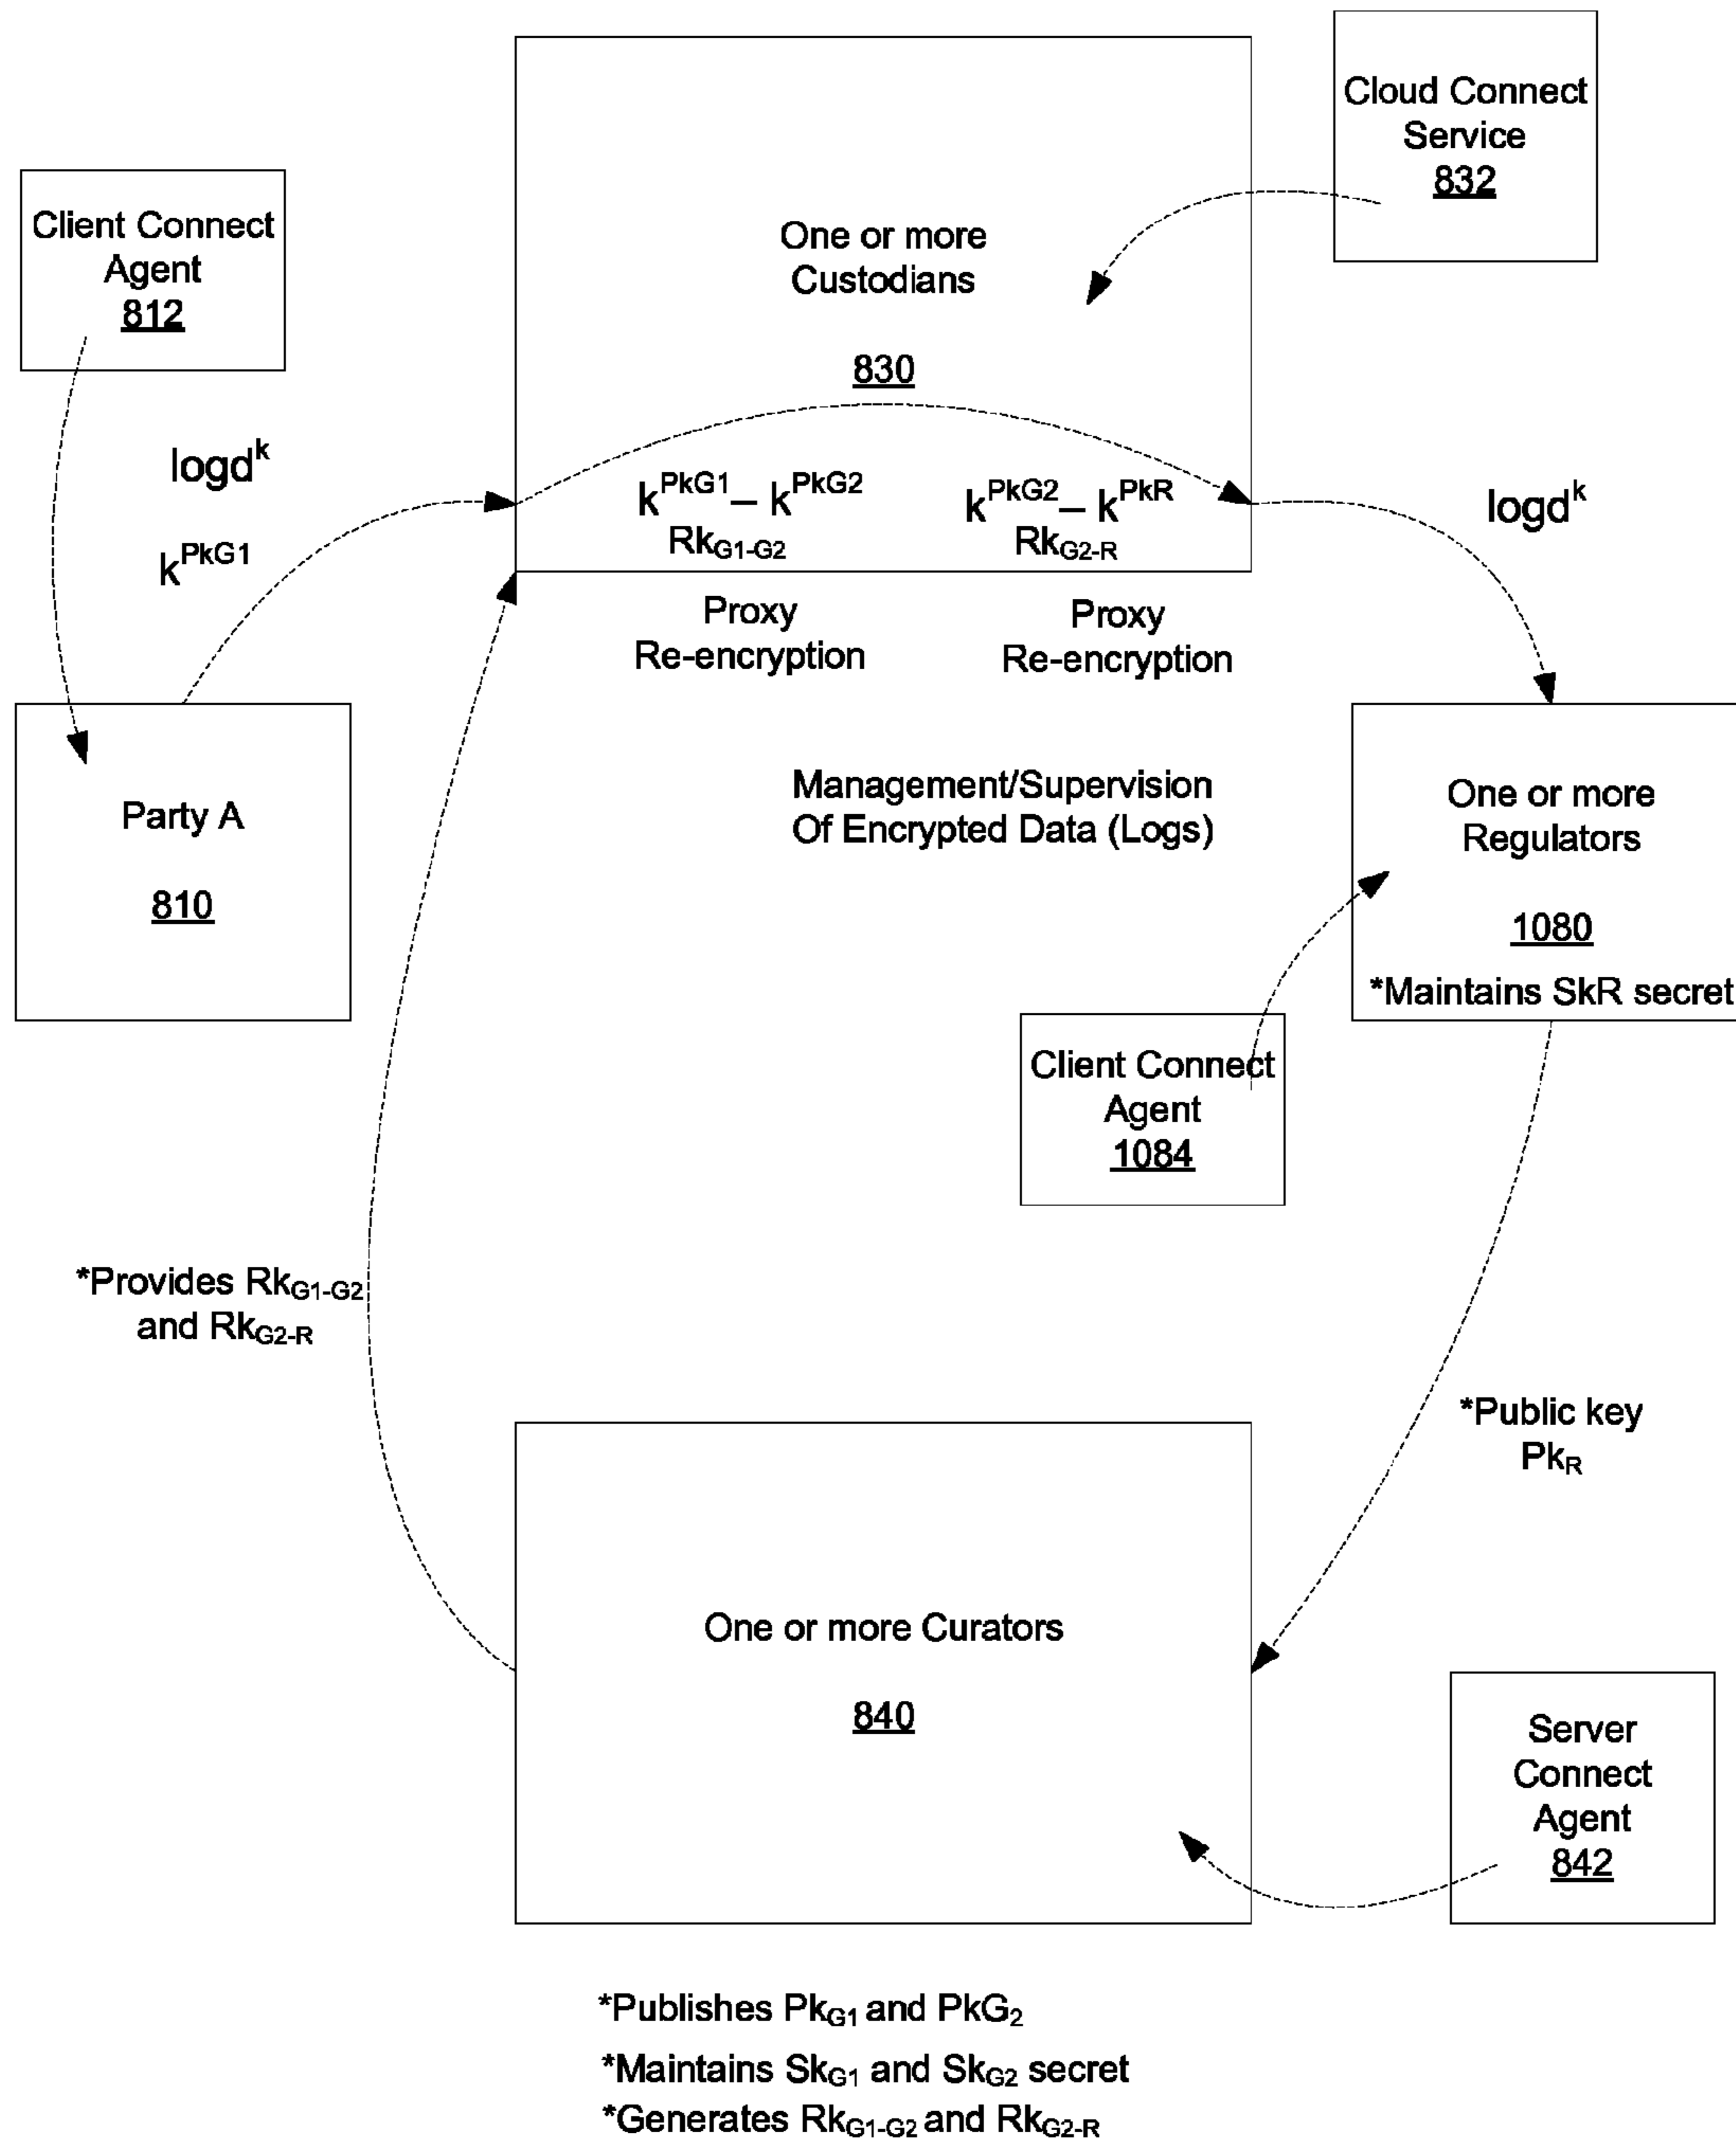 Cloud Connect
Service
832
Client Connect
Agent
812
One or more
Custodians
830
logd^k
k^PkG1
k^PkG1 – k^PkG2
Rk_G1-G2
k^PkG2 – k^PkR
Rk_G2-R
logd^k
Proxy
Re-encryption
Proxy
Re-encryption
Party A
810
Management/Supervision
Of Encrypted Data (Logs)
One or more
Regulators
1080
*Maintains SkR secret
Client Connect
Agent
1084
*Provides Rk_G1-G2
and Rk_G2-R
*Public key
Pk_R
One or more Curators
840
Server
Connect
Agent
842
*Publishes Pk_G1 and PkG_2
*Maintains Sk_G1 and Sk_G2 secret
*Generates Rk_G1-G2 and Rk_G2-R